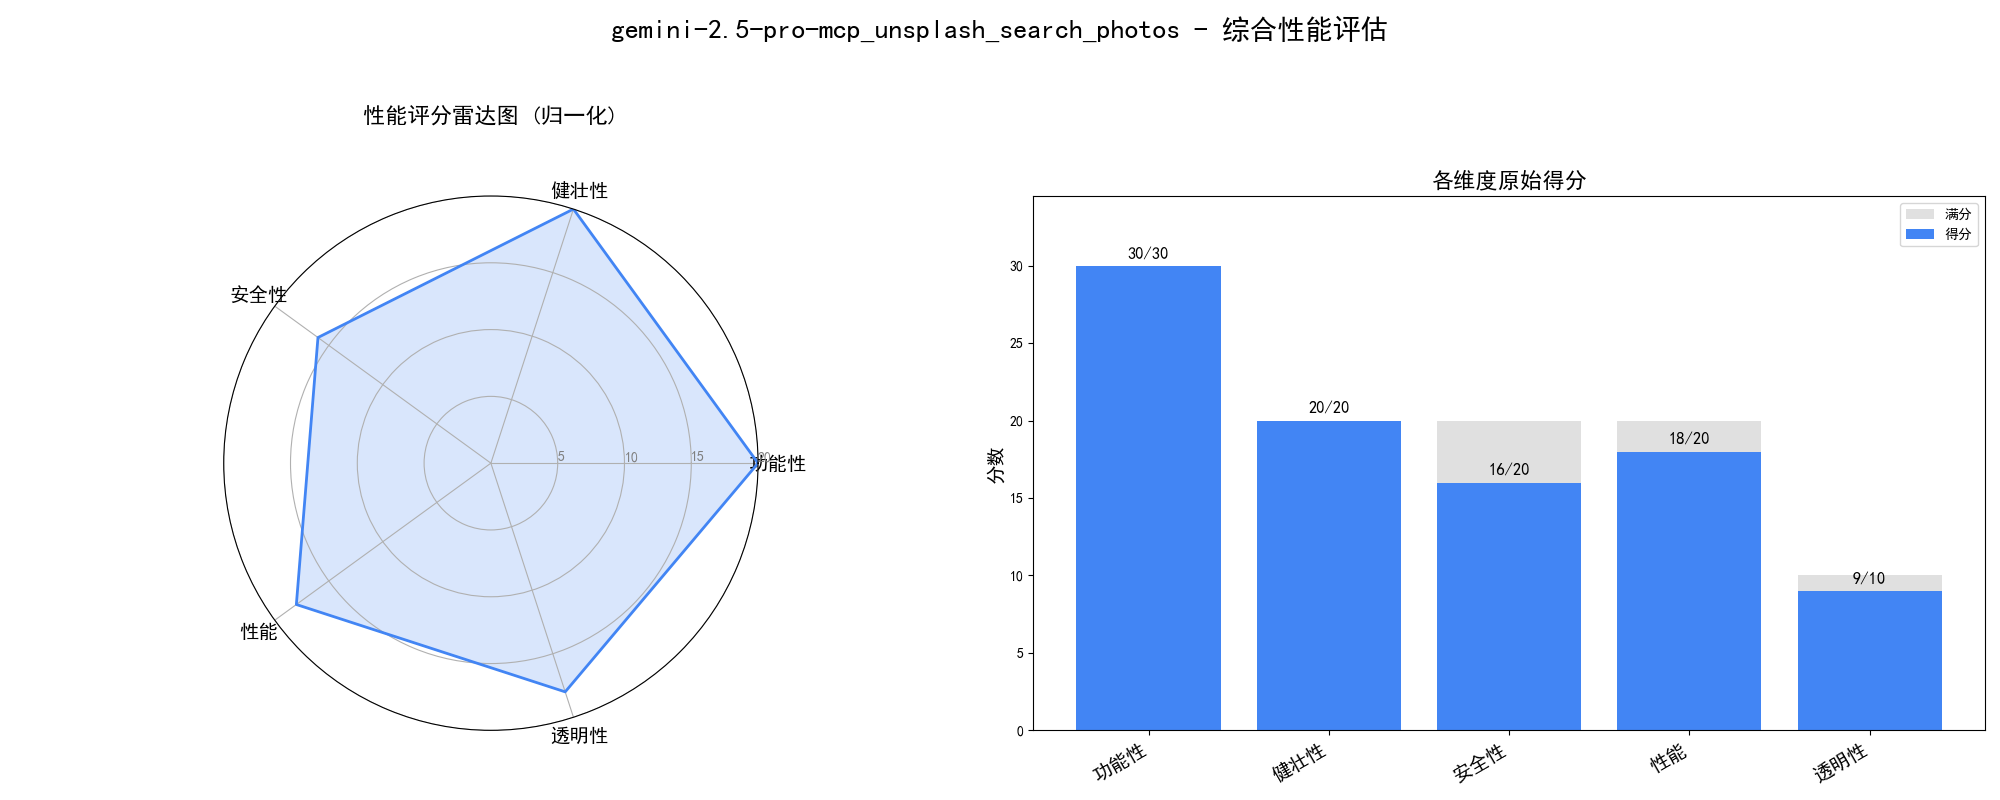 gemini-2.5-pro-mcp_unsplash_search_photos - 综合性能评估
性能评分雷达图 (归一化)
健壮性
安全性
功能性
性能
透明性
5
10
15
20
各维度原始得分
满分
得分
分数
30
25
20
15
10
5
0
30/30
20/20
16/20
18/20
9/10
功能性
健壮性
安全性
性能
透明性